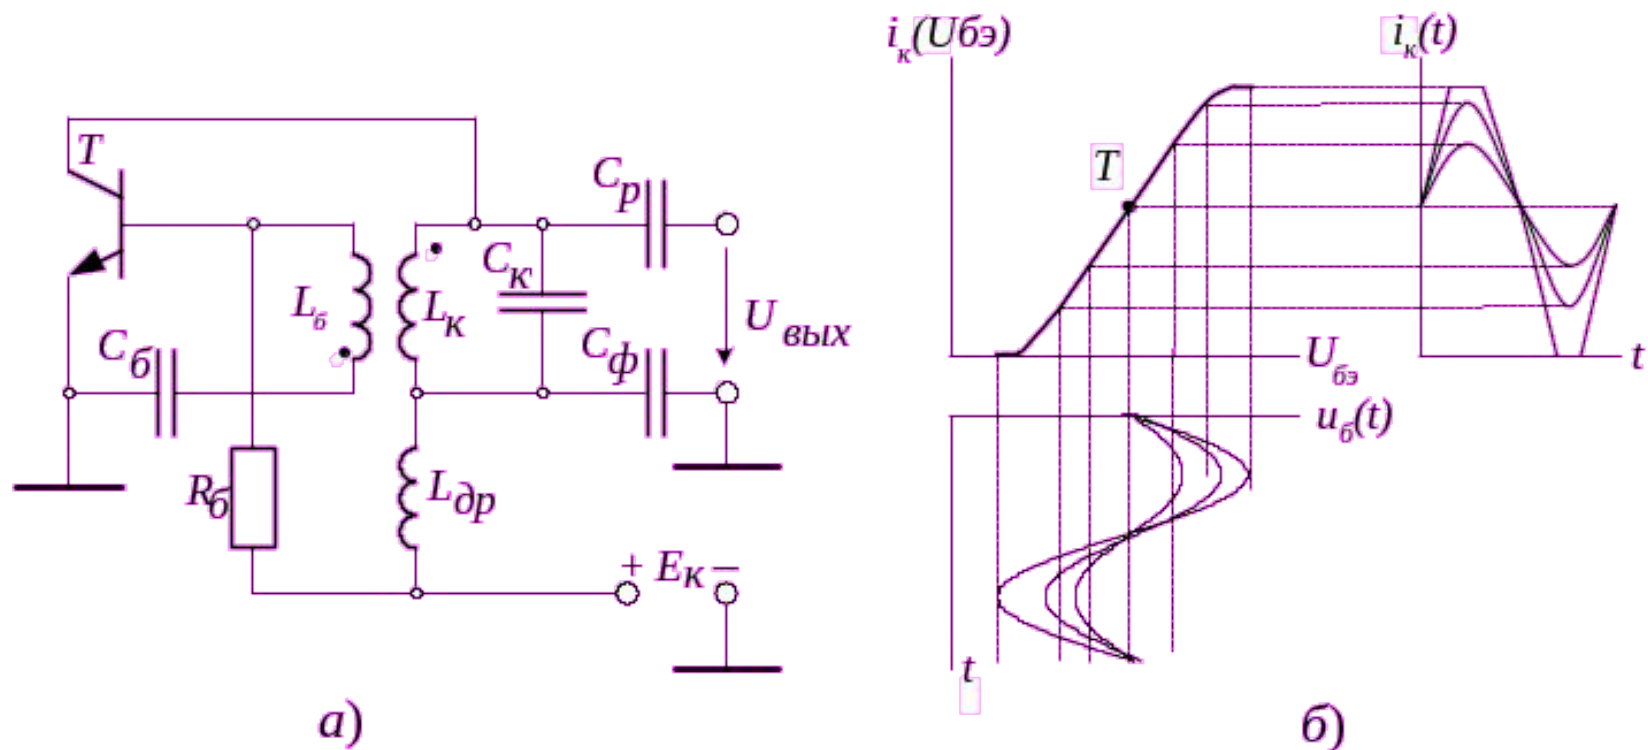 T
Cр
Cк
Lб
Lк
Uвых
Cб
Cф
Rб
Lдр
+ Eк –
а)
iк(Uбэ)
iк(t)
T
Uбэ
t
uб(t)
t
б)